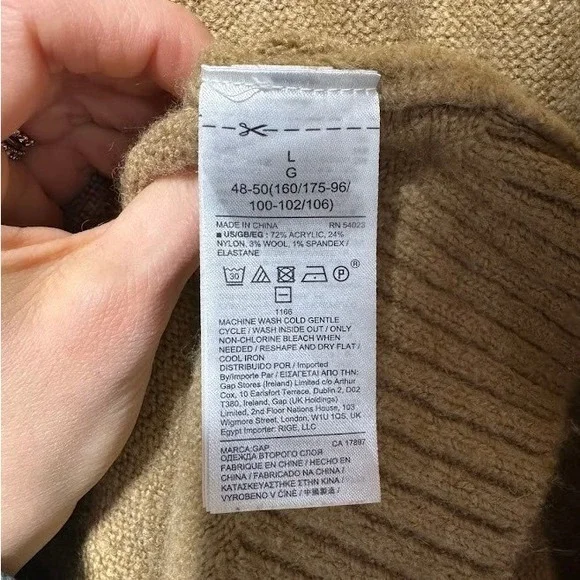 L
G
48-50(160/175-96/
100-102/106)
MADE IN CHINA RN 54023
■ US/GB/EG : 72% ACRYLIC, 24%
NYLON, 3% WOOL, 1% SPANDEX /
ELASTANE
30 P ®
1166
MACHINE WASH COLD GENTLE
CYCLE / WASH INSIDE OUT / ONLY
NON-CHLORINE BLEACH WHEN
NEEDED / RESHAPE AND DRY FLAT /
COOL IRON
DISTRIBUIDO POR / Imported
By/Importe Par / ΕΙΣΑΓΕΤΑΙ ΑΠΟ ΤΗΝ:
Gap Stores (Ireland) Limited c/o Arthur
Cox, 10 Earlsfort Terrace, Dublin 2, D02
T380, Ireland, Gap (UK Holdings)
Limited, 2nd Floor Nations House, 103
Wigmore Street, London, W1U 1QS, UK
Egypt Importer: RIGE, LLC
MARCA:GAP CA 17897
ОДЕЖДА ВТОРОГО СЛОЯ
FABRIQUE EN CHINE / HECHO EN
CHINA / FABRICADO NA CHINA /
ΚΑΤΑΣΚΕΥΑΣΤΗΚΕ ΣΤΗΝ ΚΙΝΑ /
VYROBENO V ČÍNĚ / 中國製造 /